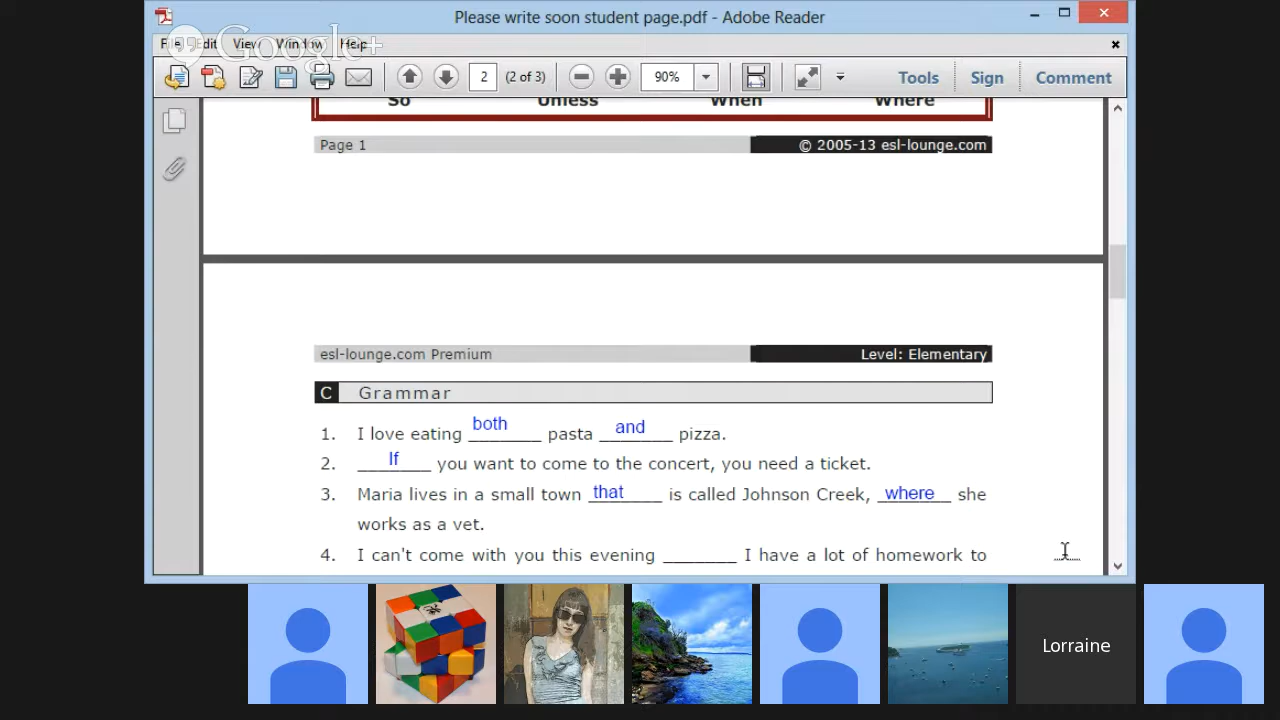 Please write soon student page.pdf - Adobe Reader
File Edit View Window Help
Google+
2 (2 of 3) 90% Tools Sign Comment
So Unless When Where
Page 1 © 2005-13 esl-lounge.com
esl-lounge.com Premium Level: Elementary
C Grammar
1. I love eating both pasta and pizza.
2. If you want to come to the concert, you need a ticket.
3. Maria lives in a small town that is called Johnson Creek, where she
works as a vet.
4. I can't come with you this evening _______ I have a lot of homework to
Lorraine